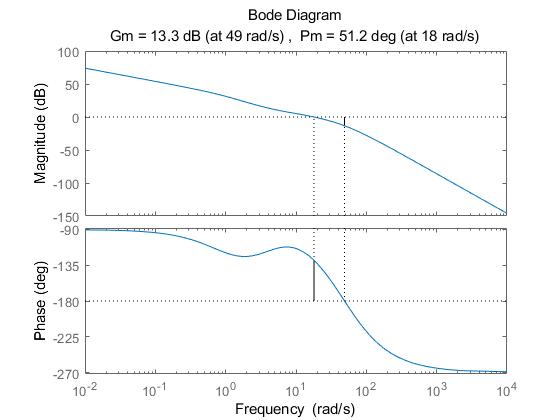 Bode Diagram
Gm = 13.3 dB (at 49 rad/s) , Pm = 51.2 deg (at 18 rad/s)
Magnitude (dB)
100
50
0
-50
-100
-150
Phase (deg)
-90
-135
-180
-225
-270
10^-2 10^-1 10^0 10^1 10^2 10^3 10^4
Frequency (rad/s)